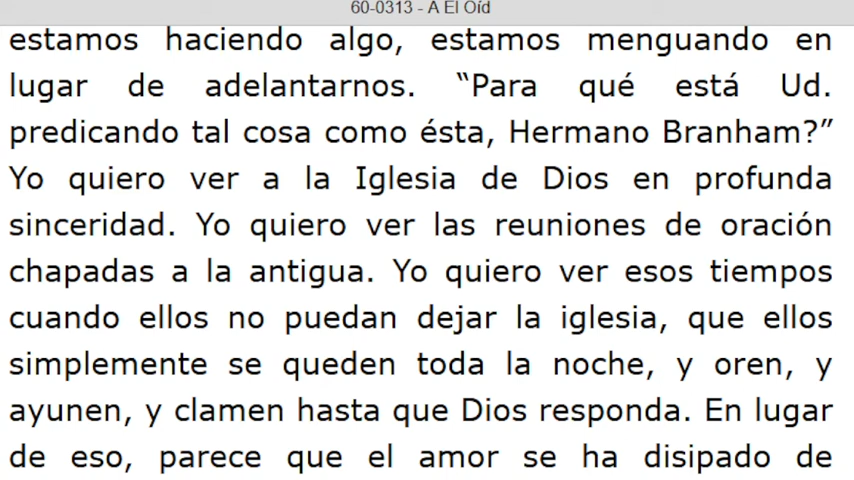 60-0313 - A El Oíd
estamos haciendo algo, estamos menguando en
lugar de adelantarnos. “Para qué está Ud.
predicando tal cosa como ésta, Hermano Branham?”
Yo quiero ver a la Iglesia de Dios en profunda
sinceridad. Yo quiero ver las reuniones de oración
chapadas a la antigua. Yo quiero ver esos tiempos
cuando ellos no puedan dejar la iglesia, que ellos
simplemente se queden toda la noche, y oren, y
ayunen, y clamen hasta que Dios responda. En lugar
de eso, parece que el amor se ha disipado de